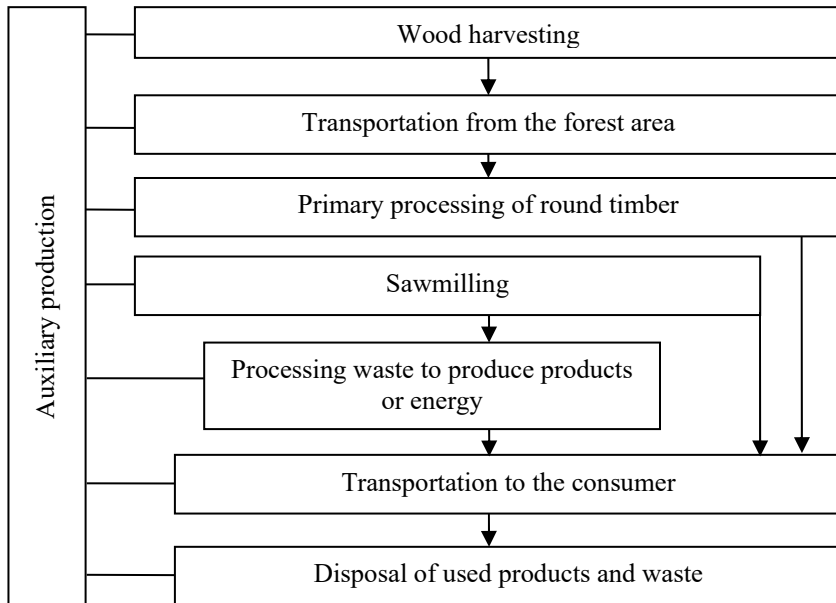 Auxiliary production
Wood harvesting
Transportation from the forest area
Primary processing of round timber
Sawmilling
Processing waste to produce products
or energy
Transportation to the consumer
Disposal of used products and waste